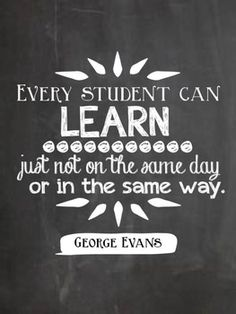 Every student can
LEARN
just not on the same day
or in the same way.
George Evans